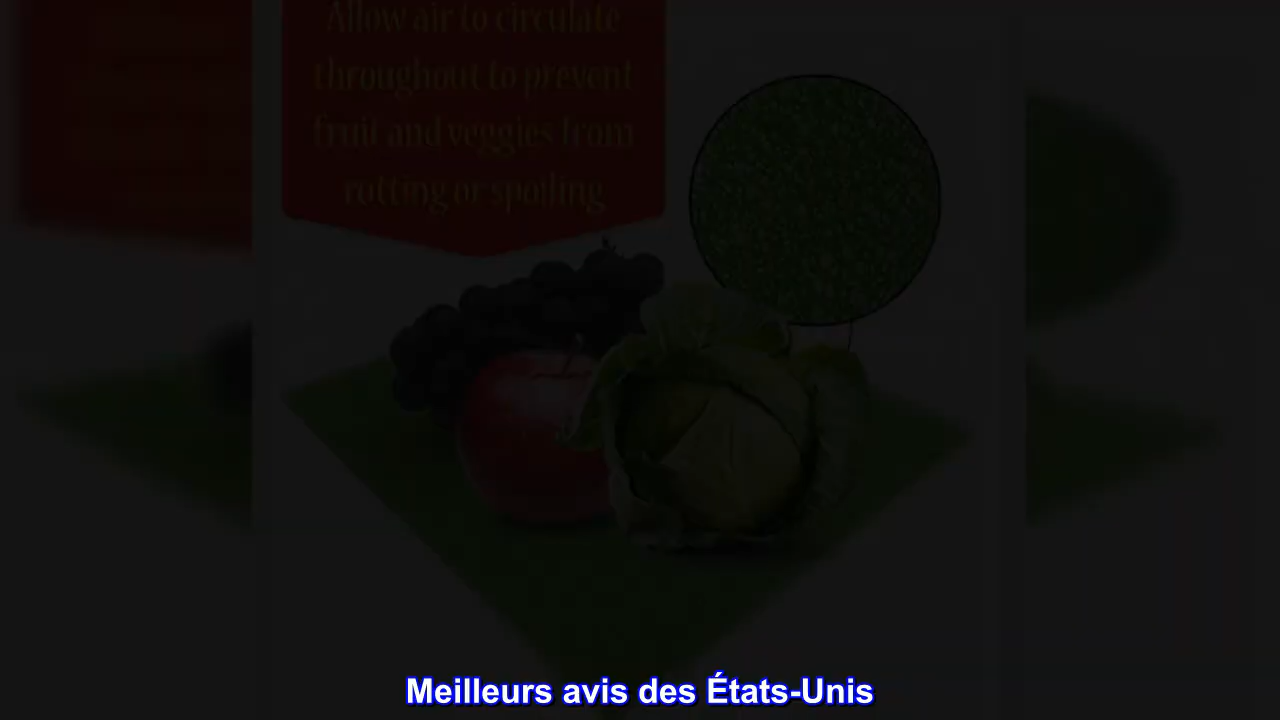 Allow air to circulate
throughout to prevent
fruit and veggies from
rotting or spoiling
Meilleurs avis des États-Unis